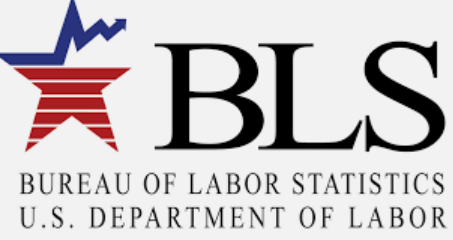 BLS
BUREAU OF LABOR STATISTICS
U.S. DEPARTMENT OF LABOR